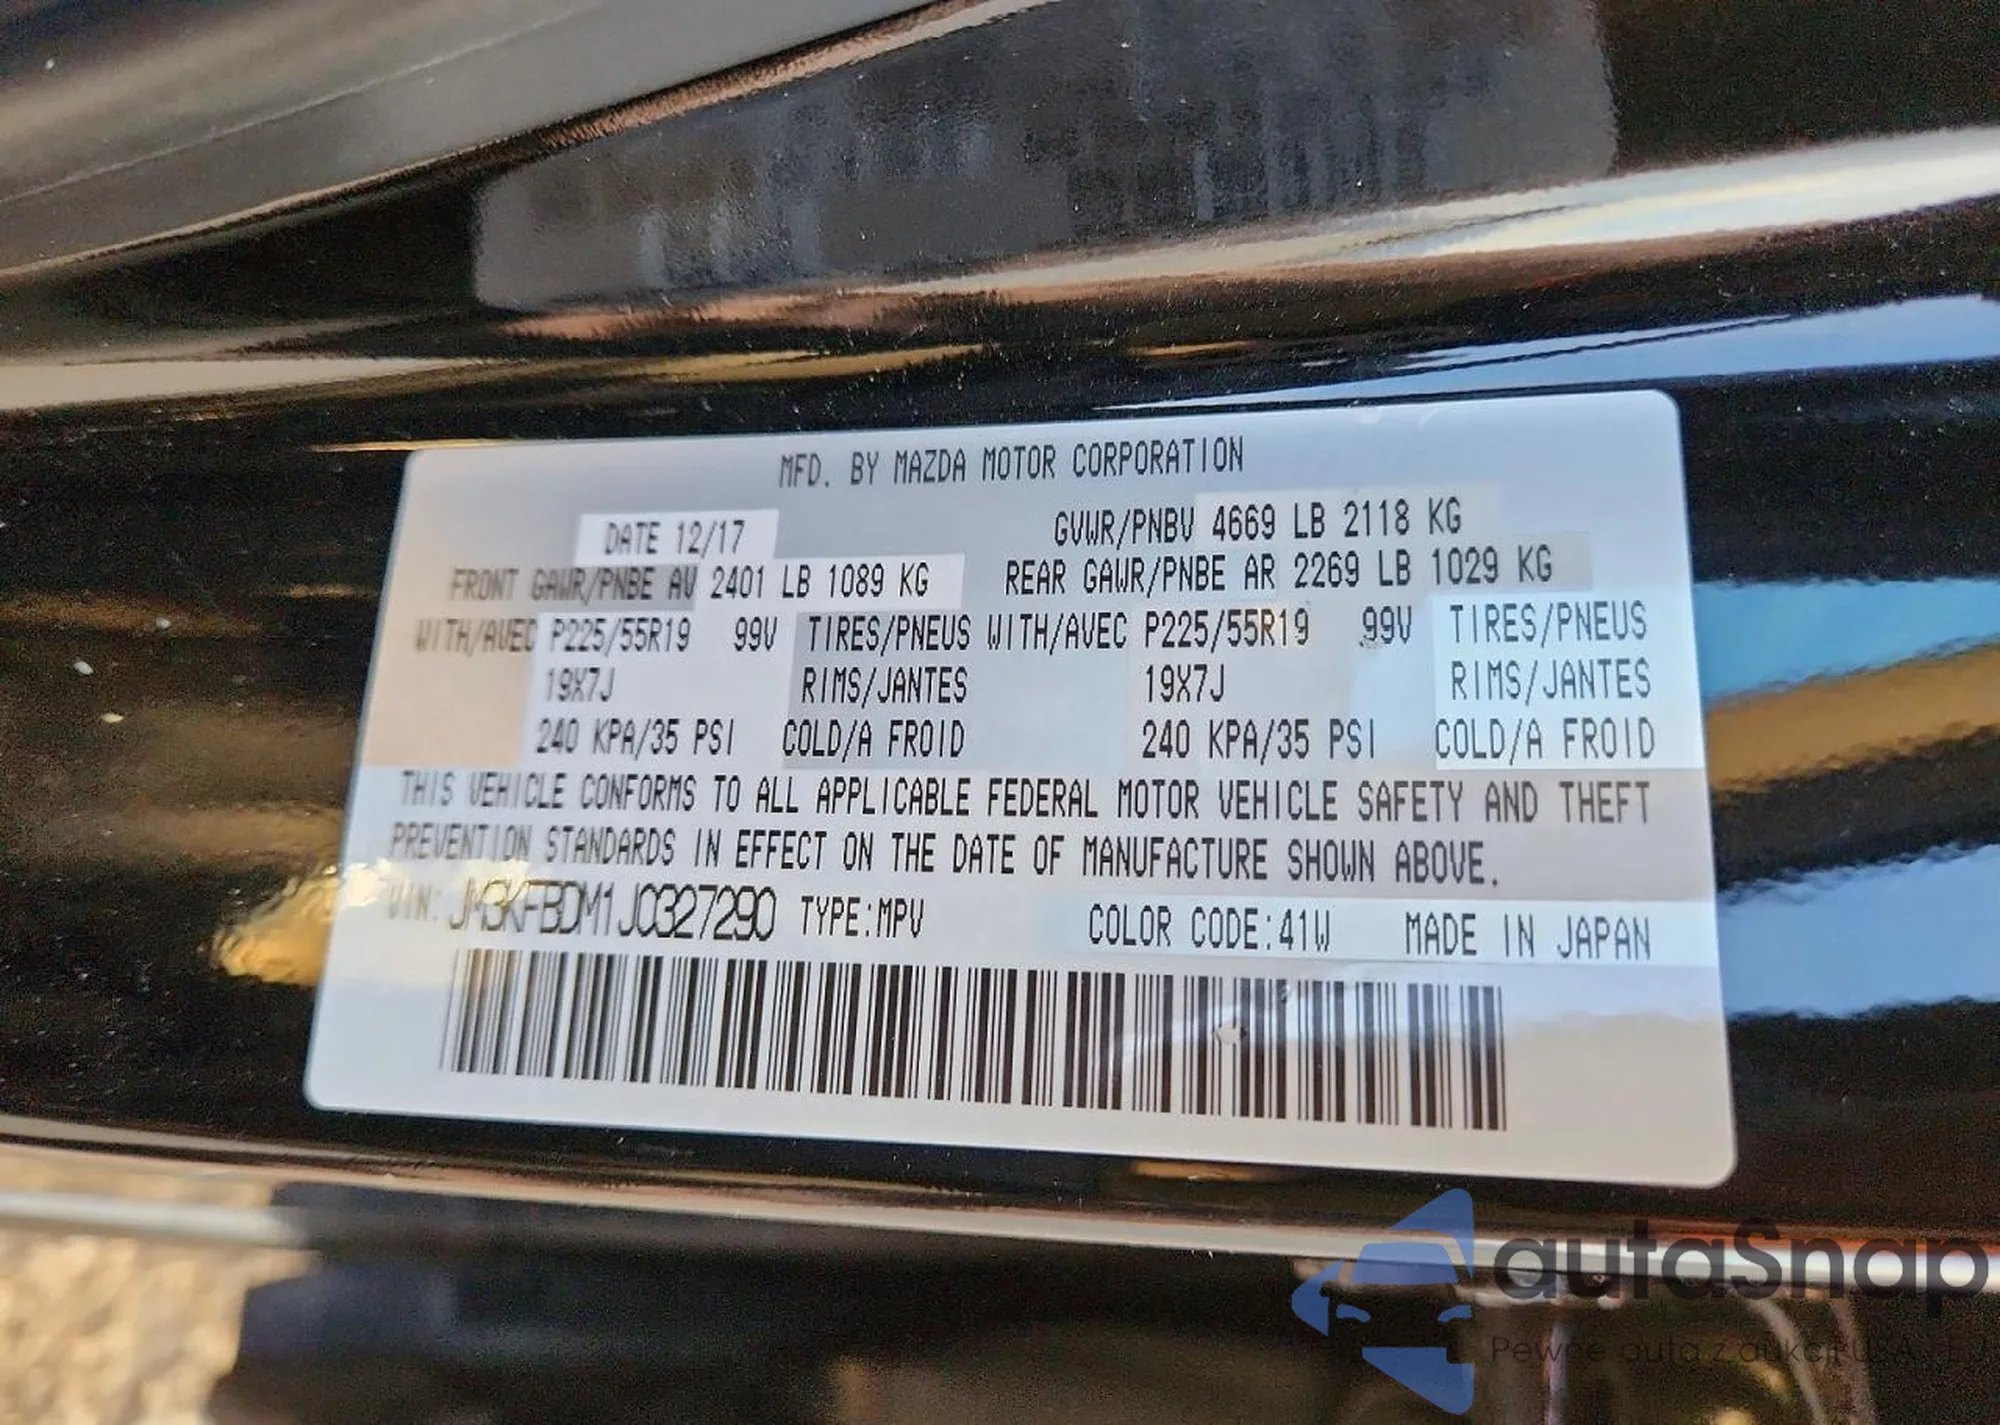 MFD. BY MAZDA MOTOR CORPORATION
DATE 12/17 GVWR/PNBV 4669 LB 2118 KG
FRONT GAWR/PNBE AV 2401 LB 1089 KG REAR GAWR/PNBE AR 2269 LB 1029 KG
WITH/AVEC P225/55R19 99V TIRES/PNEUS WITH/AVEC P225/55R19 99V TIRES/PNEUS
19X7J RIMS/JANTES 19X7J RIMS/JANTES
240 KPA/35 PSI COLD/A FROID 240 KPA/35 PSI COLD/A FROID
THIS VEHICLE CONFORMS TO ALL APPLICABLE FEDERAL MOTOR VEHICLE SAFETY AND THEFT
PREVENTION STANDARDS IN EFFECT ON THE DATE OF MANUFACTURE SHOWN ABOVE.
VIN: JM3KFBDM1J0327290 TYPE:MPV COLOR CODE:41W MADE IN JAPAN
autaSnap
Pewne auta z aukcji